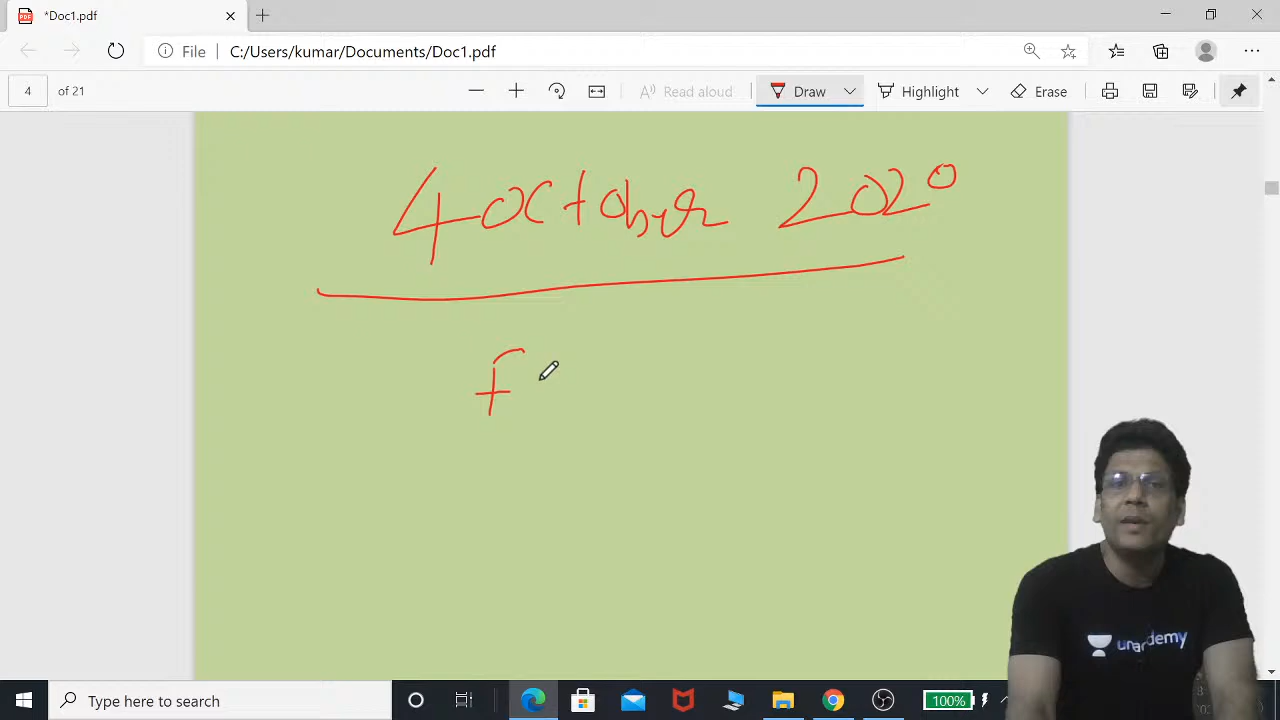 *Doc1.pdf
File C:/Users/kumar/Documents/Doc1.pdf
4 of 21 Read aloud Draw Highlight Erase
4 October 2020
F
unacademy
Type here to search 100%